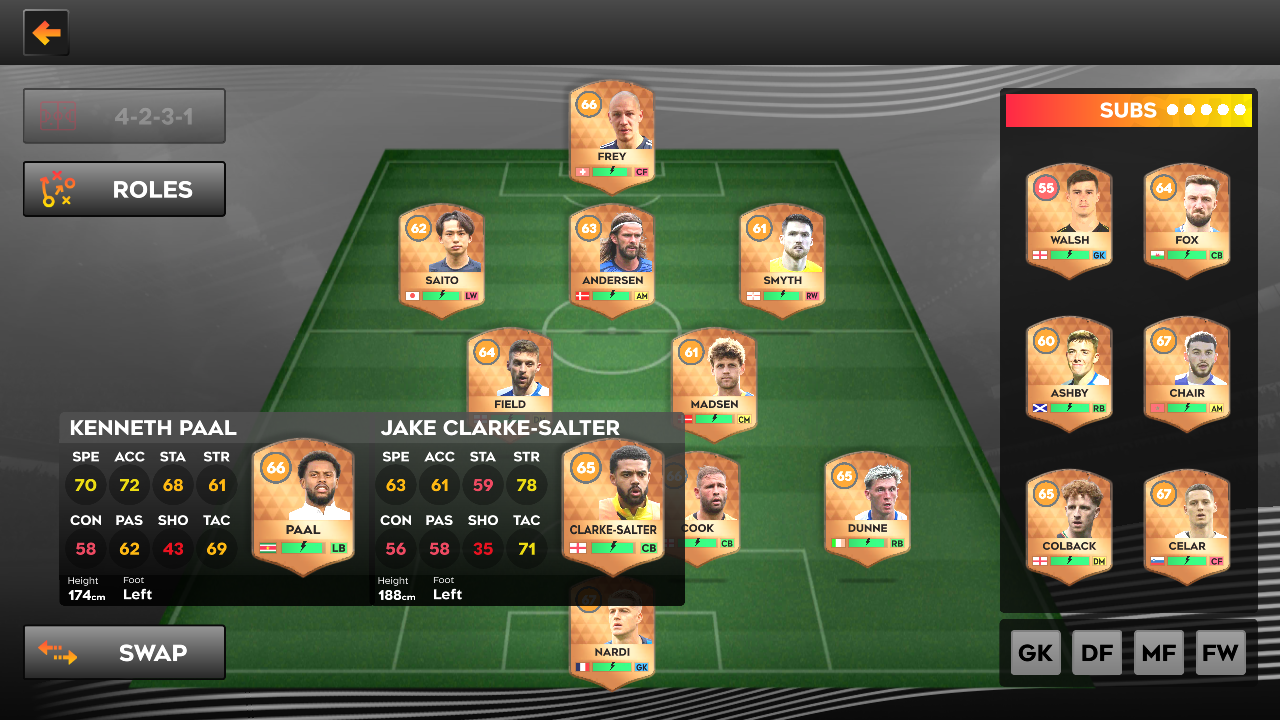 4-2-3-1
ROLES
66
FREY
CF
62
SAITO
LW
63
ANDERSEN
AM
61
SMYTH
RW
64
FIELD
61
MADSEN
CM
KENNETH PAAL
SPE ACC STA STR
70 72 68 61
CON PAS SHO TAC
58 62 43 69
Height Foot
174cm Left
66
PAAL
LB
JAKE CLARKE-SALTER
SPE ACC STA STR
63 61 59 78
CON PAS SHO TAC
56 58 35 71
Height Foot
188cm Left
65
CLARKE-SALTER
CB
COOK
CB
65
DUNNE
RB
67
NARDI
GK
SWAP
SUBS
55
WALSH
GK
64
FOX
CB
60
ASHBY
RB
67
CHAIR
AM
65
COLBACK
DM
67
CELAR
CF
GK DF MF FW